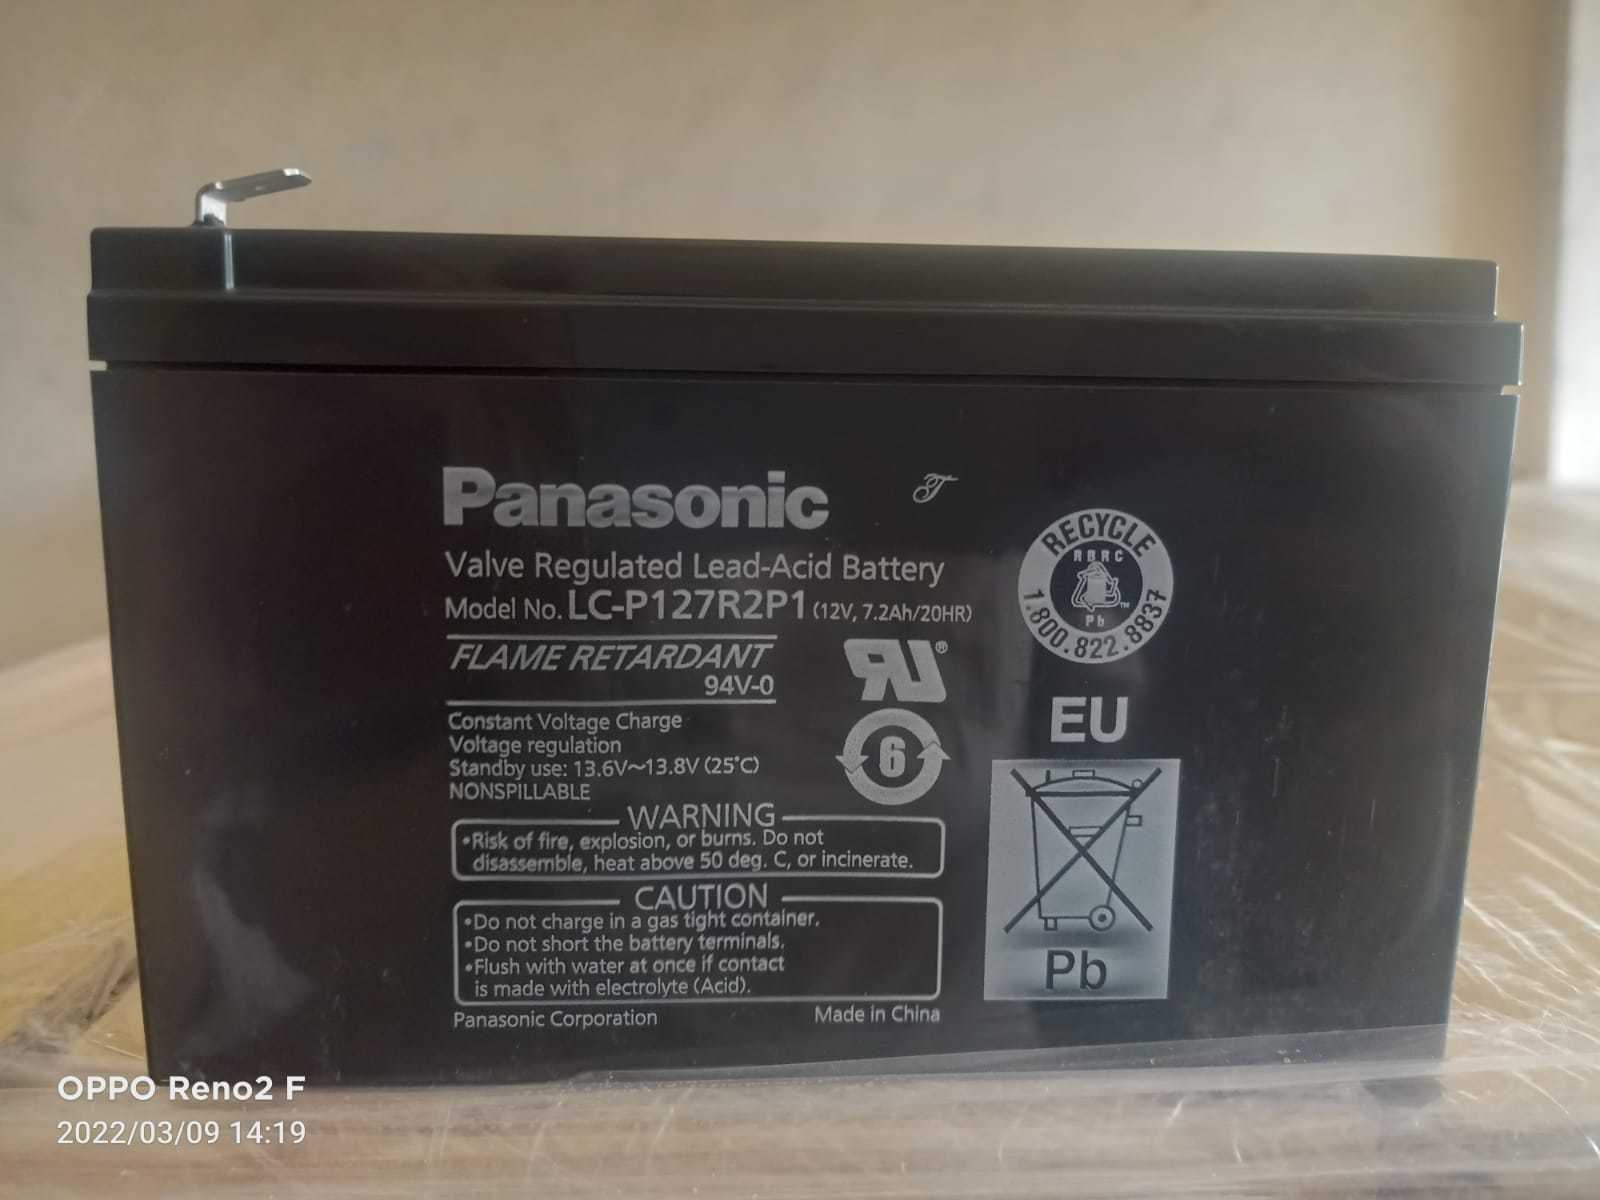 Panasonic
Valve Regulated Lead-Acid Battery
Model No. LC-P127R2P1 (12V, 7.2Ah/20HR)
FLAME RETARDANT
94V-0
Constant Voltage Charge
Voltage regulation
Standby use: 13.6V~13.8V (25°C)
NONSPILLABLE
WARNING
•Risk of fire, explosion, or burns. Do not
disassemble, heat above 50 deg. C, or incinerate.
CAUTION
•Do not charge in a gas tight container.
•Do not short the battery terminals.
•Flush with water at once if contact
is made with electrolyte (Acid).
Panasonic Corporation
Made in China
RECYCLE
RBRC
TM
Pb
1.800.822.8837
®
6
EU
Pb
OPPO Reno2 F
2022/03/09 14:19